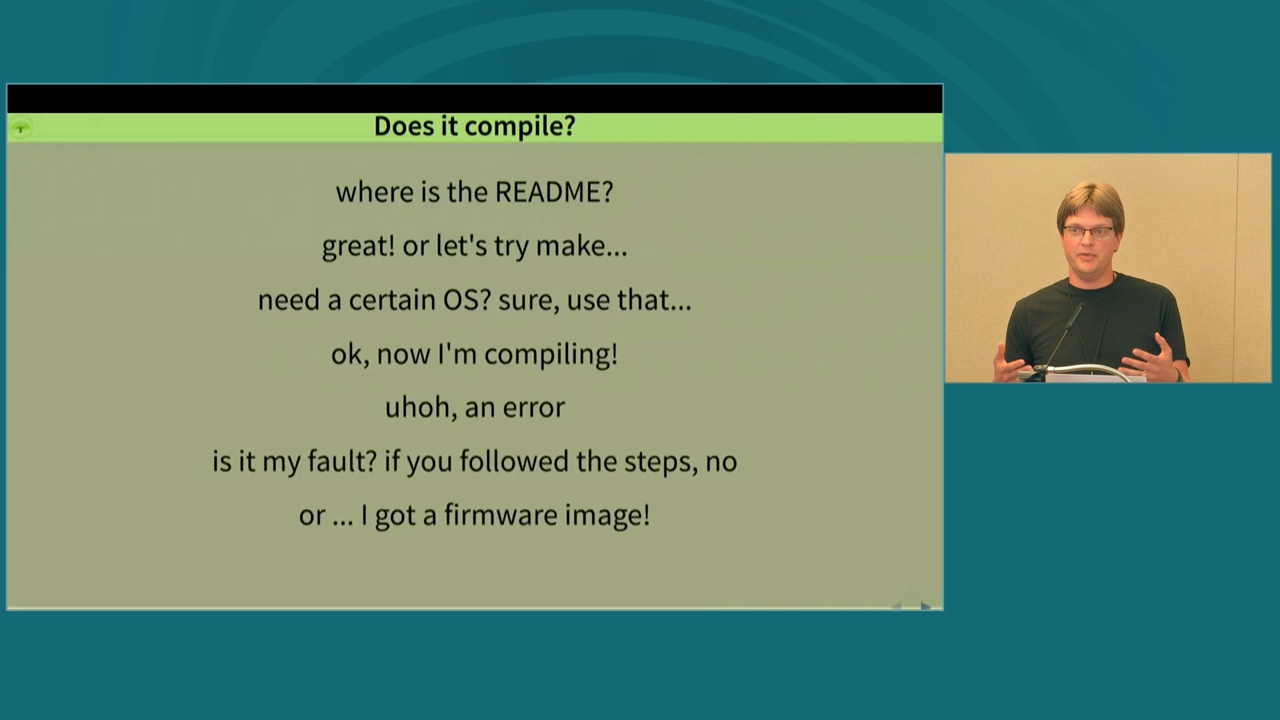 Does it compile?
where is the README?
great! or let's try make...
need a certain OS? sure, use that...
ok, now I'm compiling!
uhoh, an error
is it my fault? if you followed the steps, no
or ... I got a firmware image!